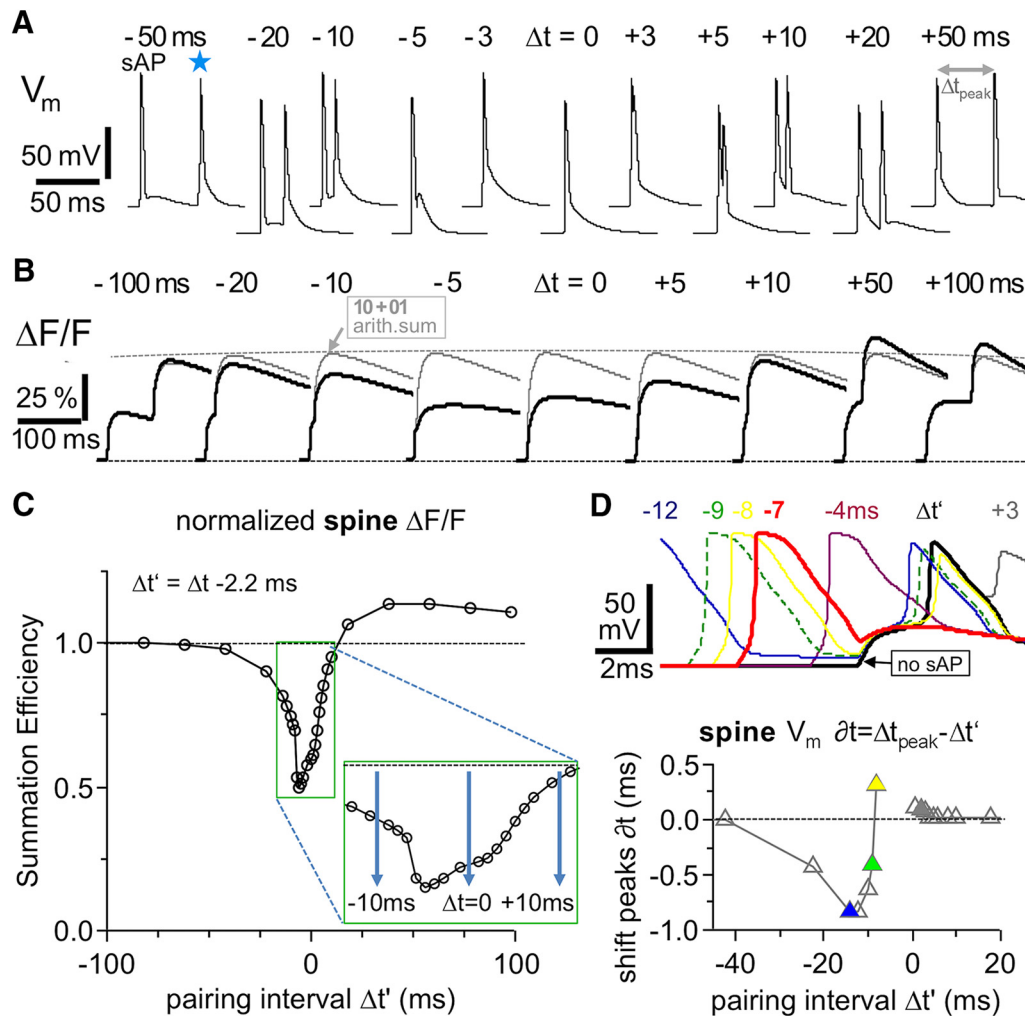 A
- 50 ms -20 -10 -5 -3 Δt = 0 +3 +5 +10 +20 +50 ms
sAP
Δtpeak
Vm
50 mV
50 ms
B
- 100 ms -20 -10 -5 Δt = 0 +5 +10 +50 +100 ms
10 + 01
arith.sum
ΔF/F
25 %
100 ms
C
normalized spine ΔF/F
Δt‘ = Δt -2.2 ms
Summation Efficiency
1.0
0.5
0.0
-10ms Δt=0 +10ms
-100 0 100
pairing interval Δt' (ms)
D
-12 -9 -8 -7 -4ms Δt‘ +3
50
mV
2ms
no sAP
spine Vm ∂t=Δtpeak-Δt‘
shift peaks ∂t (ms)
0.5
0.0
-0.5
-1.0
-40 -20 0 20
pairing interval Δt' (ms)